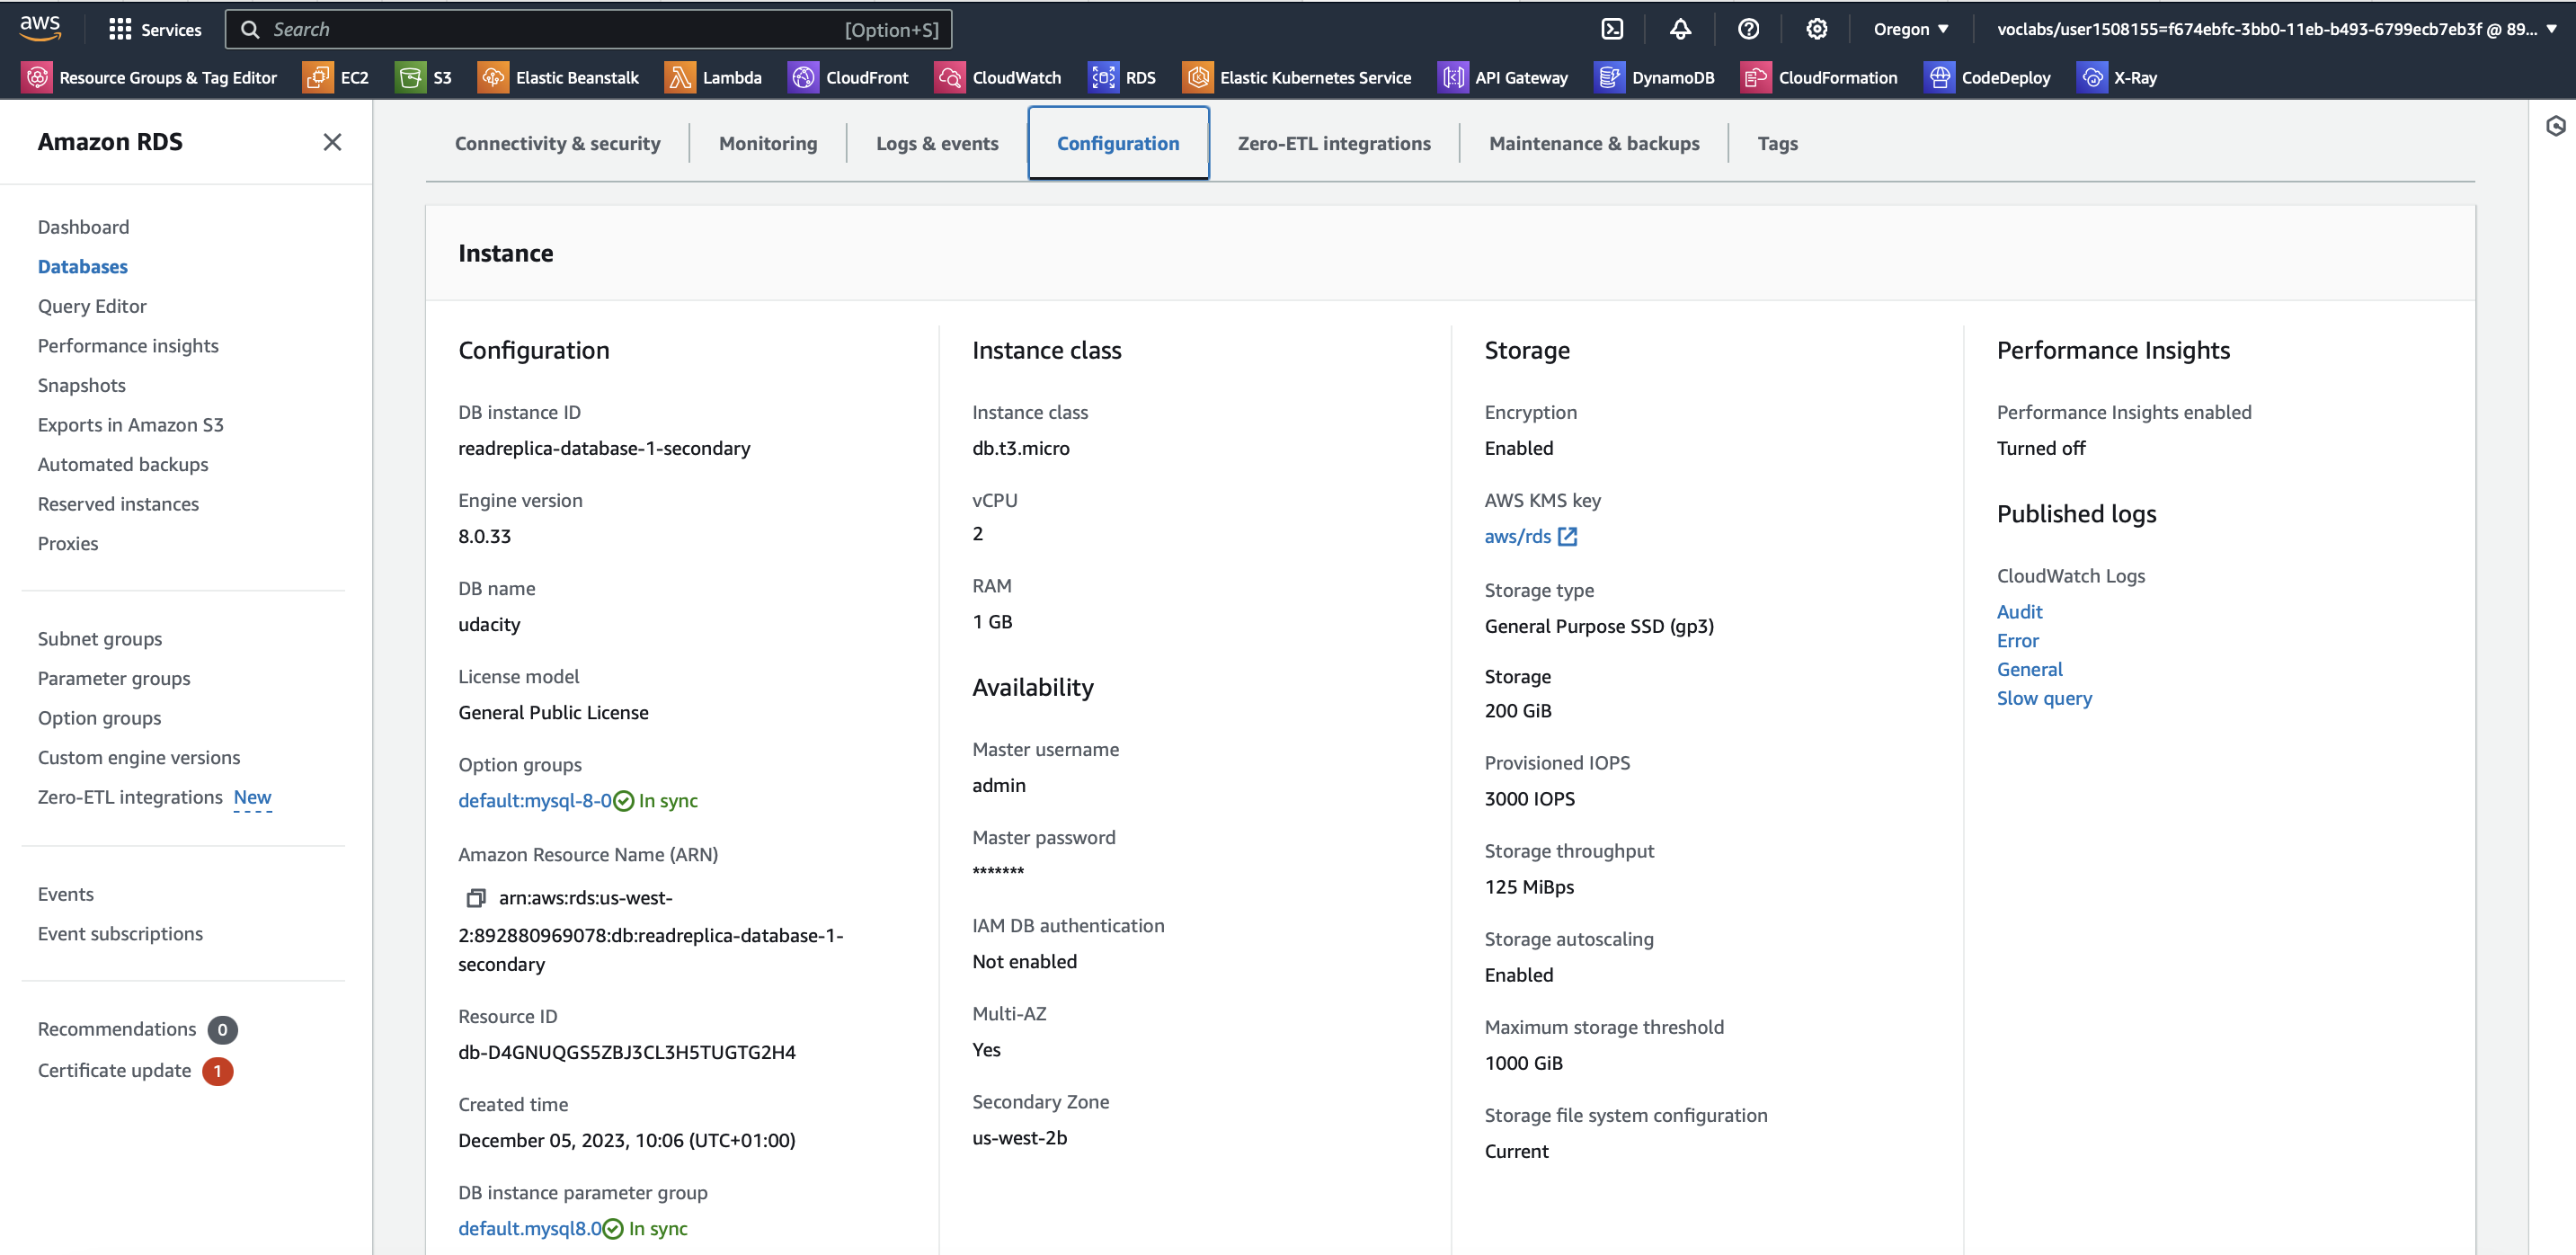 aws
Services
Search
[Option+S]
Oregon
voclabs/user1508155=f674ebfc-3bb0-11eb-b493-6799ecb7eb3f @ 89...
Resource Groups & Tag Editor
EC2
S3
Elastic Beanstalk
Lambda
CloudFront
CloudWatch
RDS
Elastic Kubernetes Service
API Gateway
DynamoDB
CloudFormation
CodeDeploy
X-Ray
Amazon RDS
Dashboard
Databases
Query Editor
Performance insights
Snapshots
Exports in Amazon S3
Automated backups
Reserved instances
Proxies
Subnet groups
Parameter groups
Option groups
Custom engine versions
Zero-ETL integrations New
Events
Event subscriptions
Recommendations 0
Certificate update 1
Connectivity & security
Monitoring
Logs & events
Configuration
Zero-ETL integrations
Maintenance & backups
Tags
Instance
Configuration
DB instance ID
readreplica-database-1-secondary
Engine version
8.0.33
DB name
udacity
License model
General Public License
Option groups
default:mysql-8-0 In sync
Amazon Resource Name (ARN)
arn:aws:rds:us-west-
2:892880969078:db:readreplica-database-1-
secondary
Resource ID
db-D4GNUQGS5ZBJ3CL3H5TUGTG2H4
Created time
December 05, 2023, 10:06 (UTC+01:00)
DB instance parameter group
default.mysql8.0 In sync
Instance class
Instance class
db.t3.micro
vCPU
2
RAM
1 GB
Availability
Master username
admin
Master password
*******
IAM DB authentication
Not enabled
Multi-AZ
Yes
Secondary Zone
us-west-2b
Storage
Encryption
Enabled
AWS KMS key
aws/rds
Storage type
General Purpose SSD (gp3)
Storage
200 GiB
Provisioned IOPS
3000 IOPS
Storage throughput
125 MiBps
Storage autoscaling
Enabled
Maximum storage threshold
1000 GiB
Storage file system configuration
Current
Performance Insights
Performance Insights enabled
Turned off
Published logs
CloudWatch Logs
Audit
Error
General
Slow query